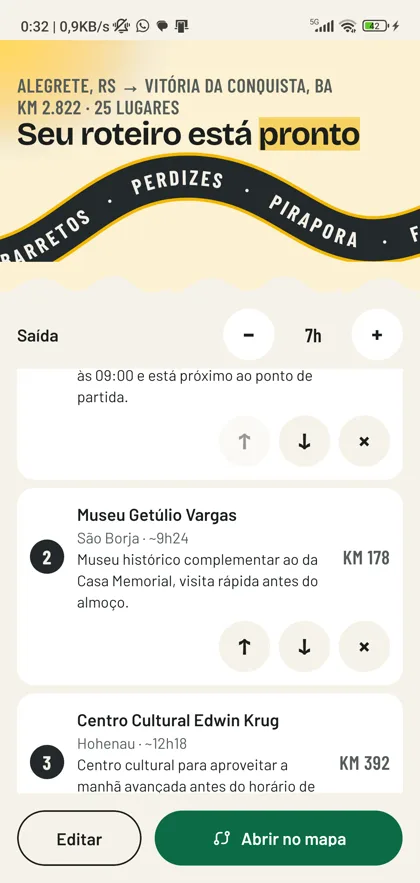 0:32 | 0,9KB/s
5G
42
ALEGRETE, RS → VITÓRIA DA CONQUISTA, BA
KM 2.822 · 25 LUGARES
Seu roteiro está pronto
BARRETOS · PERDIZES · PIRAPORA · F
Saída
− 7h +
às 09:00 e está próximo ao ponto de
partida.
↑ ↓ ×
Museu Getúlio Vargas
São Borja · ~9h24
2
Museu histórico complementar ao da
KM 178
Casa Memorial, visita rápida antes do
almoço.
↑ ↓ ×
Centro Cultural Edwin Krug
Hohenau · ~12h18
3
Centro cultural para aproveitar a
KM 392
manhã avançada antes do horário de
Editar
Abrir no mapa